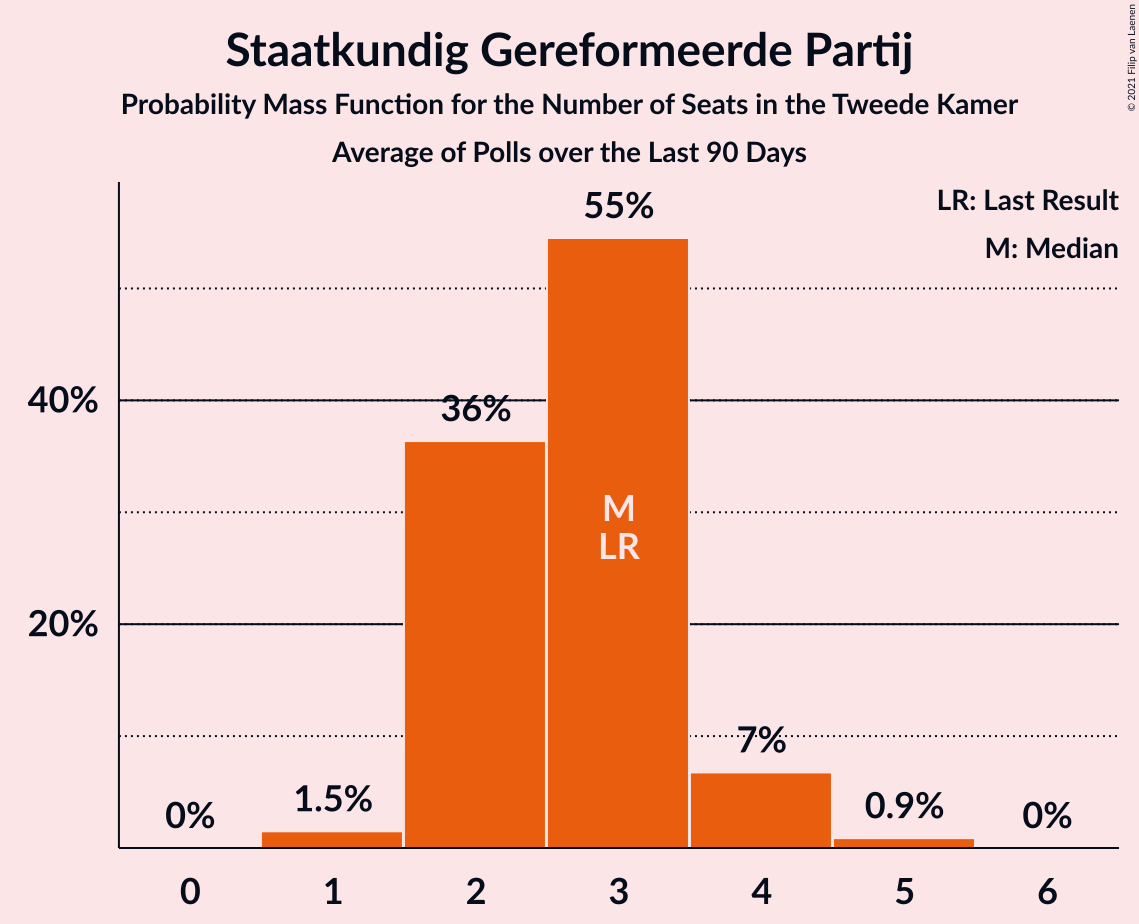 Staatkundig Gereformeerde Partij
Probability Mass Function for the Number of Seats in the Tweede Kamer
Average of Polls over the Last 90 Days
© 2021 Filip van Laenen
LR: Last Result
M: Median
55%
40%
36%
M
LR
20%
7%
1.5%
0.9%
0%
0%
0 1 2 3 4 5 6